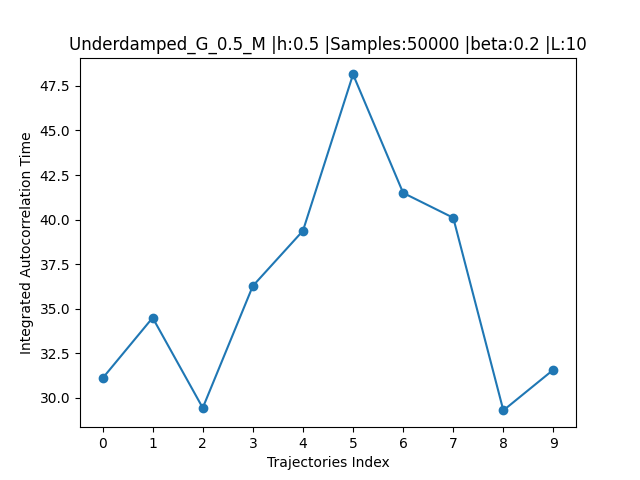 Underdamped_G_0.5_M |h:0.5 |Samples:50000 |beta:0.2 |L:10
Integrated Autocorrelation Time
47.5
45.0
42.5
40.0
37.5
35.0
32.5
30.0
0 1 2 3 4 5 6 7 8 9
Trajectories Index